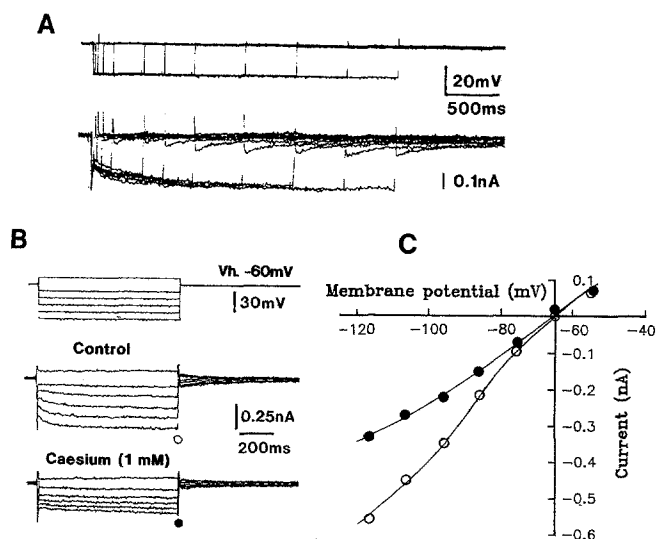 A
20mV
500ms
0.1nA
B
Vh. -60mV
30mV
Control
0.25nA
200ms
Caesium (1 mM)
C
Membrane potential (mV)
0.1
-120
-100
-80
-60
-40
-0.1
-0.2
-0.3
-0.4
-0.5
-0.6
Current (nA)